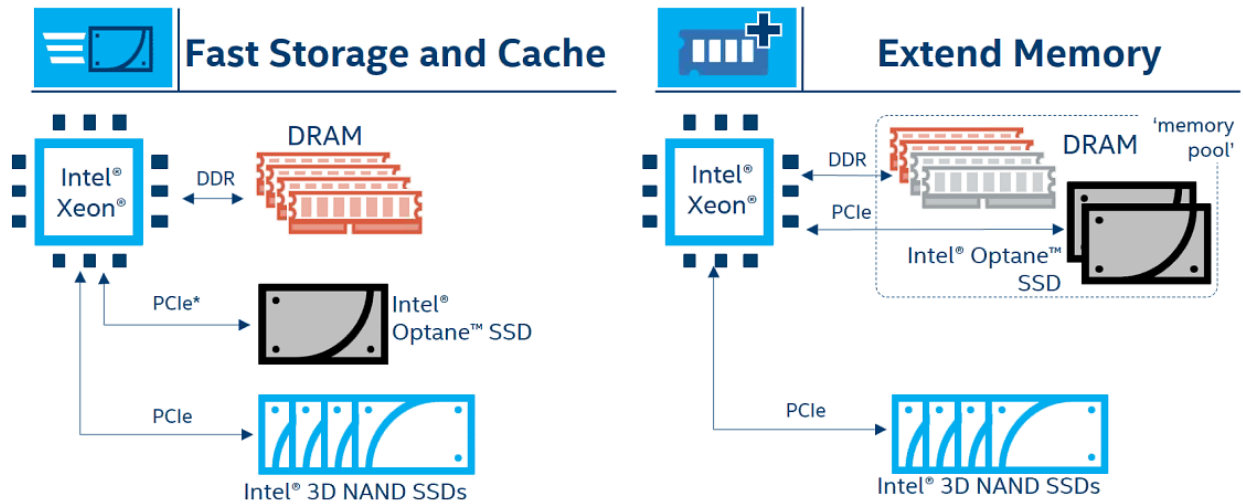 Fast Storage and Cache
DRAM
Intel®
Xeon®
DDR
PCIe*
Intel®
Optane™ SSD
PCIe
Intel® 3D NAND SSDs
Extend Memory
'memory
pool'
DRAM
Intel®
Xeon®
DDR
PCIe
Intel® Optane™
SSD
PCIe
Intel® 3D NAND SSDs